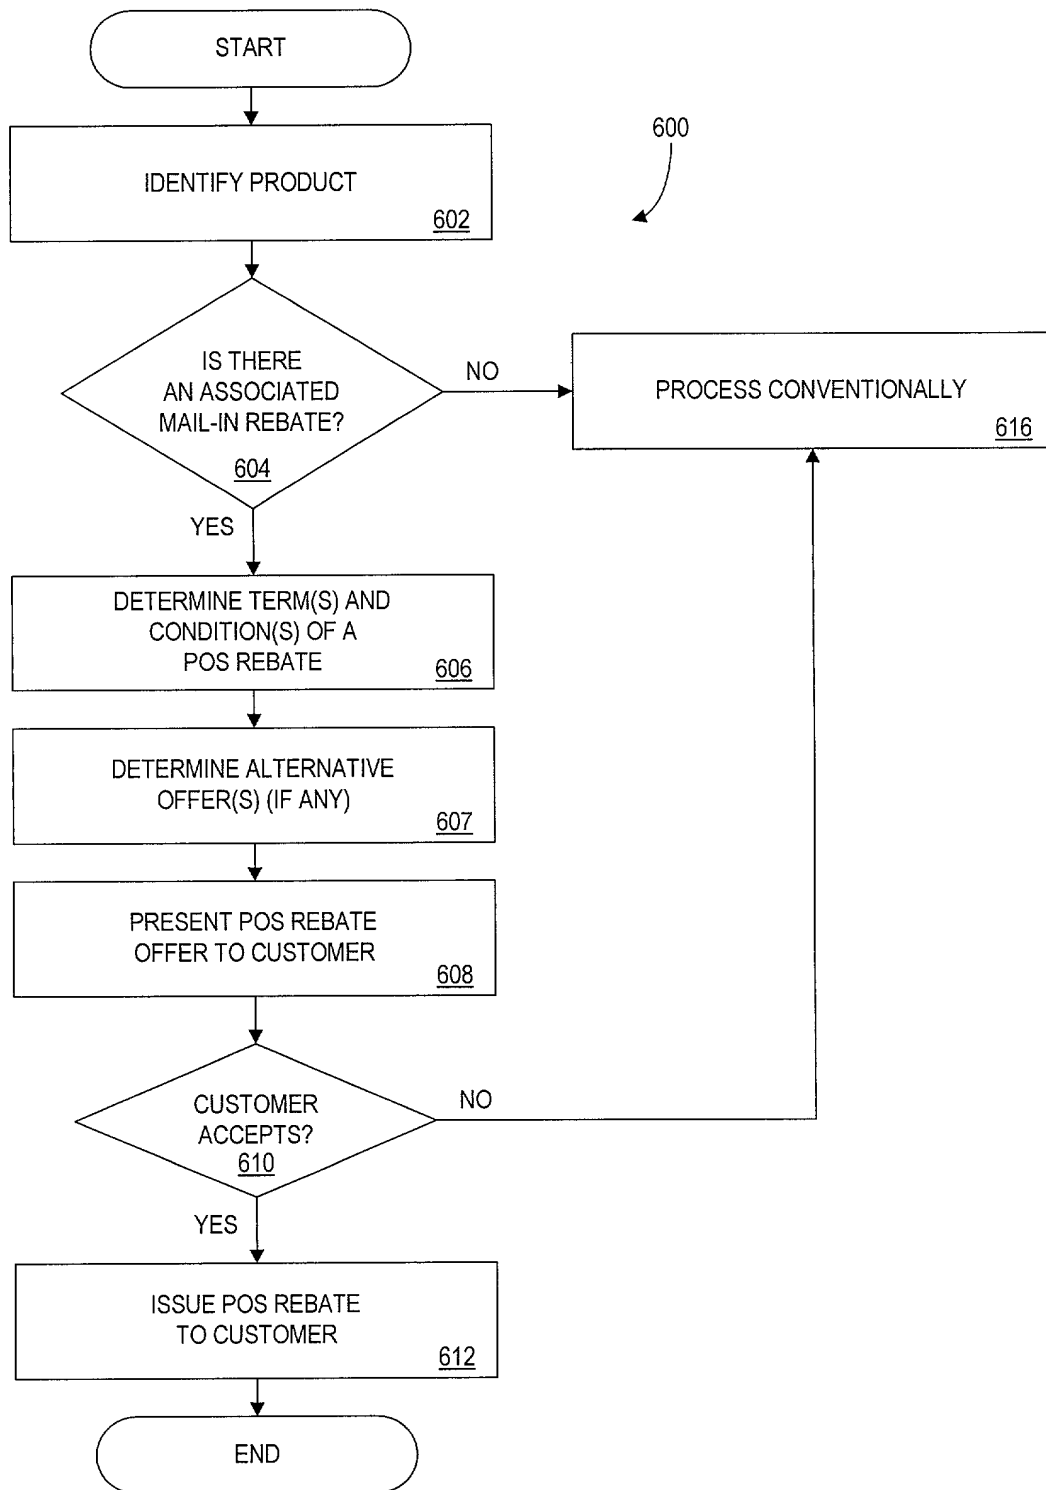 START
IDENTIFY PRODUCT
602
600
IS THERE
AN ASSOCIATED
MAIL-IN REBATE?
604
NO
PROCESS CONVENTIONALLY
616
YES
DETERMINE TERM(S) AND
CONDITION(S) OF A
POS REBATE
606
DETERMINE ALTERNATIVE
OFFER(S) (IF ANY)
607
PRESENT POS REBATE
OFFER TO CUSTOMER
608
CUSTOMER
ACCEPTS?
610
NO
YES
ISSUE POS REBATE
TO CUSTOMER
612
END